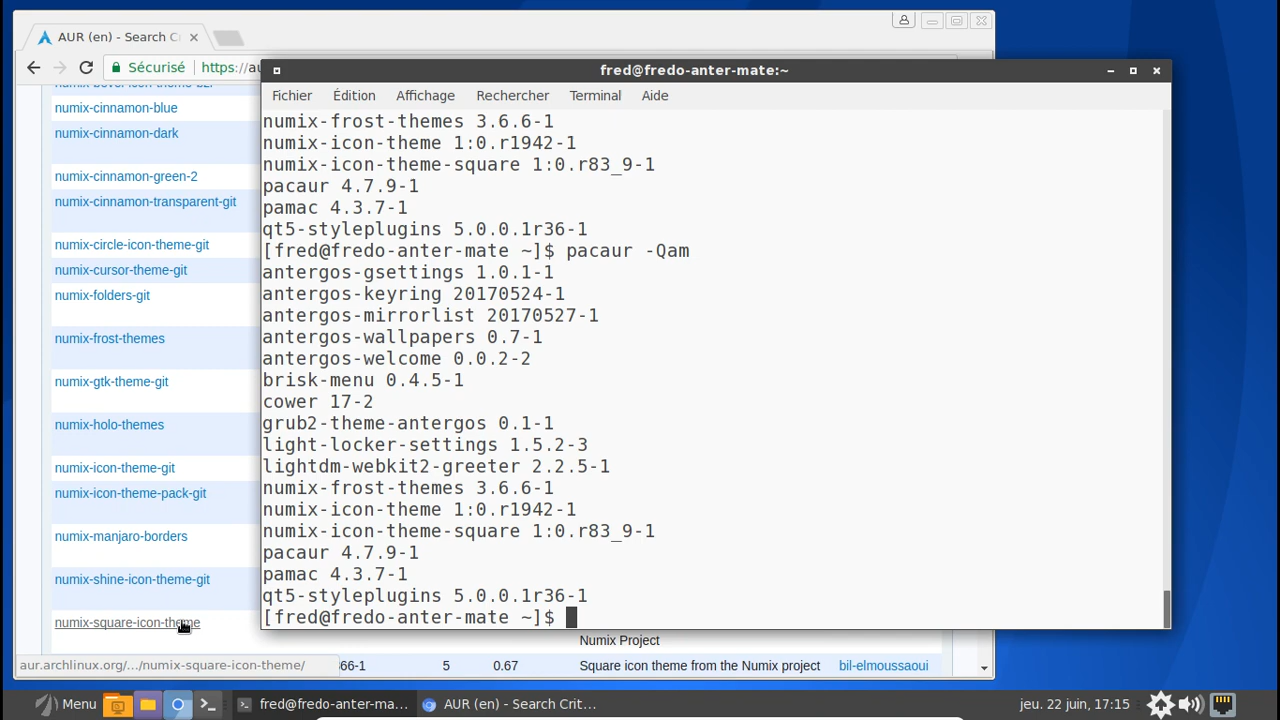 AUR (en) - Search C
Sécurisé
https://au
numix-cinnamon-blue
numix-cinnamon-dark
numix-cinnamon-green-2
numix-cinnamon-transparent-git
numix-circle-icon-theme-git
numix-cursor-theme-git
numix-folders-git
numix-frost-themes
numix-gtk-theme-git
numix-holo-themes
numix-icon-theme-git
numix-icon-theme-pack-git
numix-manjaro-borders
numix-shine-icon-theme-git
numix-square-icon-theme
Numix Project
aur.archlinux.org/.../numix-square-icon-theme/
66-1 5 0.67 Square icon theme from the Numix project bil-elmoussaoui
fred@fredo-anter-mate:~
Fichier Édition Affichage Rechercher Terminal Aide
numix-frost-themes 3.6.6-1
numix-icon-theme 1:0.r1942-1
numix-icon-theme-square 1:0.r83_9-1
pacaur 4.7.9-1
pamac 4.3.7-1
qt5-styleplugins 5.0.0.1r36-1
[fred@fredo-anter-mate ~]$ pacaur -Qam
antergos-gsettings 1.0.1-1
antergos-keyring 20170524-1
antergos-mirrorlist 20170527-1
antergos-wallpapers 0.7-1
antergos-welcome 0.0.2-2
brisk-menu 0.4.5-1
cower 17-2
grub2-theme-antergos 0.1-1
light-locker-settings 1.5.2-3
lightdm-webkit2-greeter 2.2.5-1
numix-frost-themes 3.6.6-1
numix-icon-theme 1:0.r1942-1
numix-icon-theme-square 1:0.r83_9-1
pacaur 4.7.9-1
pamac 4.3.7-1
qt5-styleplugins 5.0.0.1r36-1
[fred@fredo-anter-mate ~]$
Menu
fred@fredo-anter-ma...
AUR (en) - Search Crit...
jeu. 22 juin, 17:15